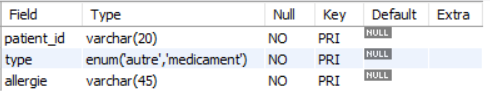 Field Type Null Key Default Extra
patient_id varchar(20) NO PRI NULL
type enum('autre','medicament') NO PRI NULL
allergie varchar(45) NO PRI NULL